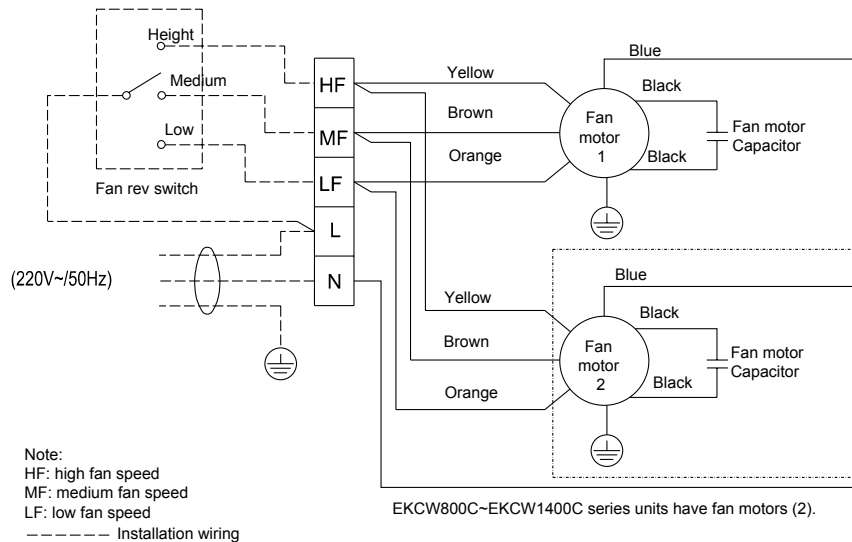 Height
Medium
Low
Fan rev switch
(220V~/50Hz)
HF
MF
LF
L
N
Yellow
Brown
Orange
Blue
Black
Black
Fan
motor
1
Fan motor
Capacitor
Yellow
Brown
Orange
Blue
Black
Black
Fan
motor
2
Fan motor
Capacitor
Note:
HF: high fan speed
MF: medium fan speed
LF: low fan speed
Installation wiring
EKCW800C~EKCW1400C series units have fan motors (2).